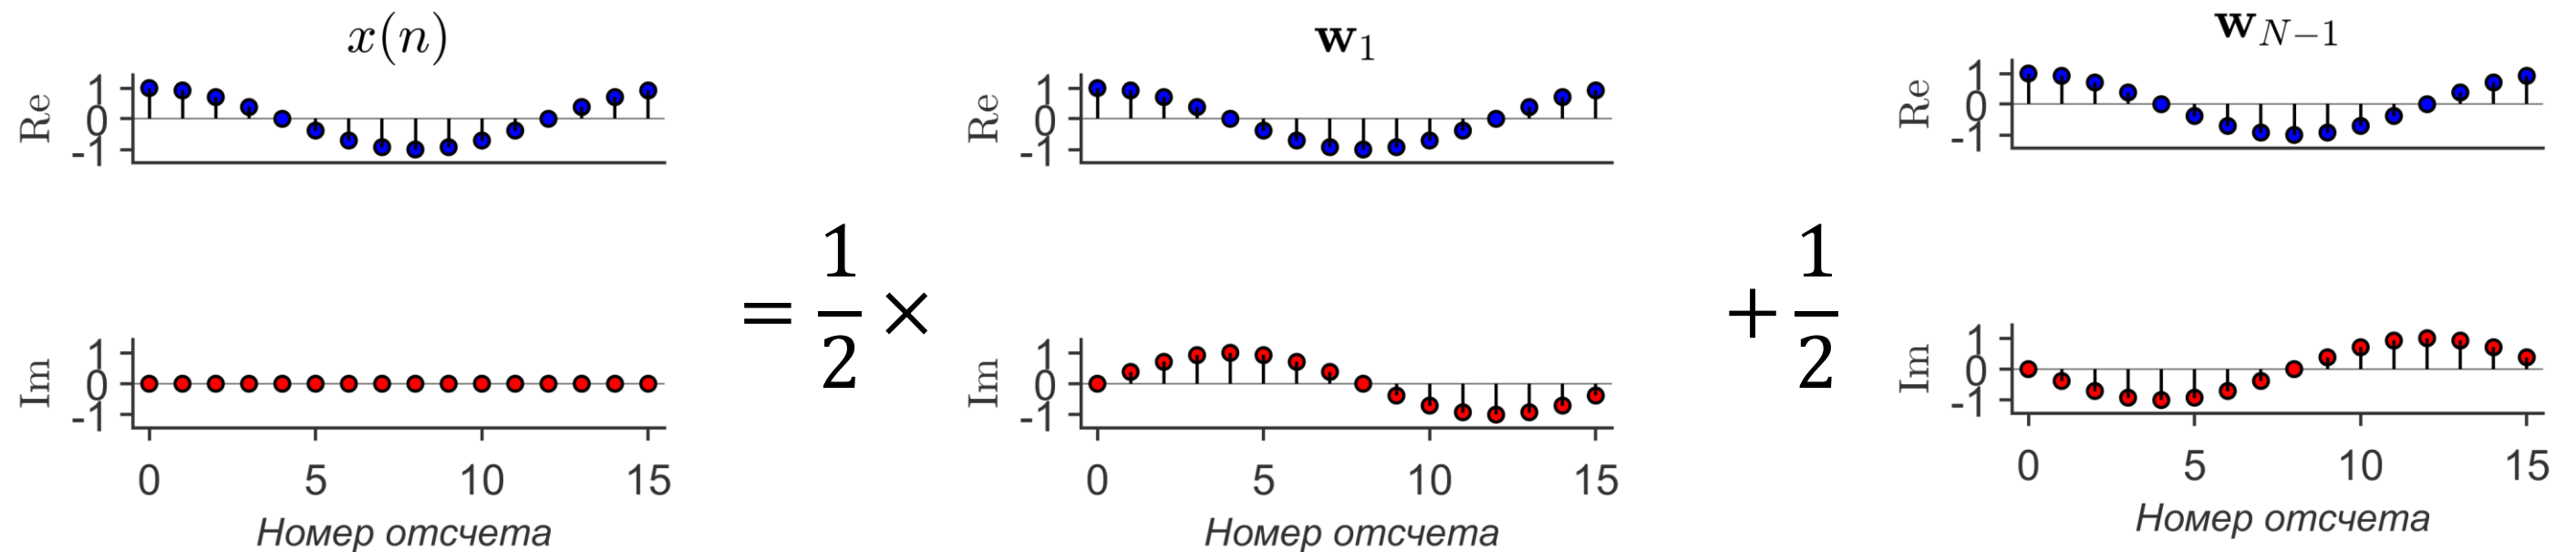 x(n)
Re
1
0
-1
Im
1
0
-1
0 5 10 15
Номер отсчета
= 1/2 ×
w₁
Re
1
0
-1
Im
1
0
-1
0 5 10 15
Номер отсчета
+ 1/2
w_{N−1}
Re
1
0
-1
Im
1
0
-1
0 5 10 15
Номер отсчета